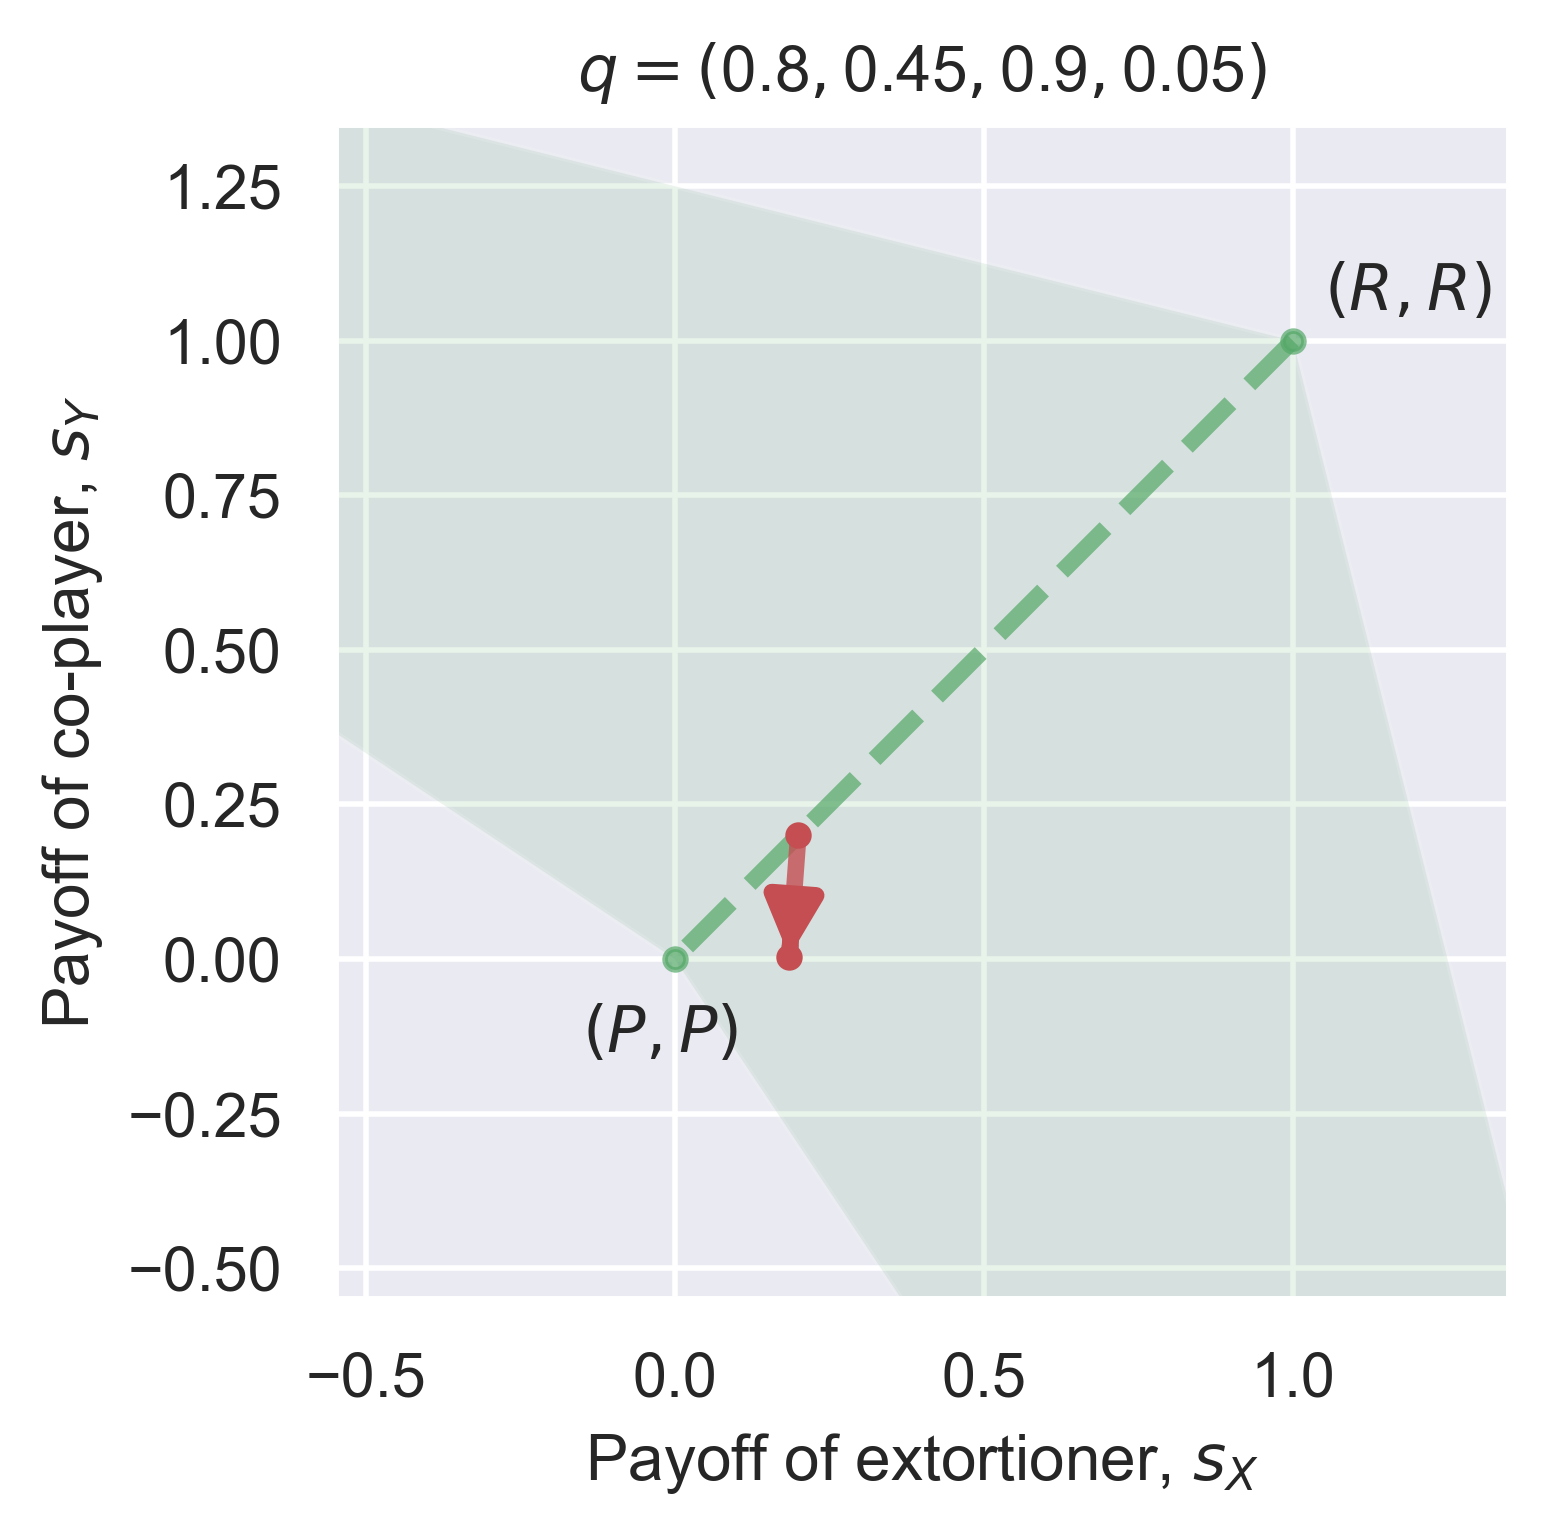 q = (0.8, 0.45, 0.9, 0.05)
1.25
1.00
0.75
0.50
0.25
0.00
−0.25
−0.50
Payoff of co-player, s_Y
(R, R)
(P, P)
−0.5 0.0 0.5 1.0
Payoff of extortioner, s_X